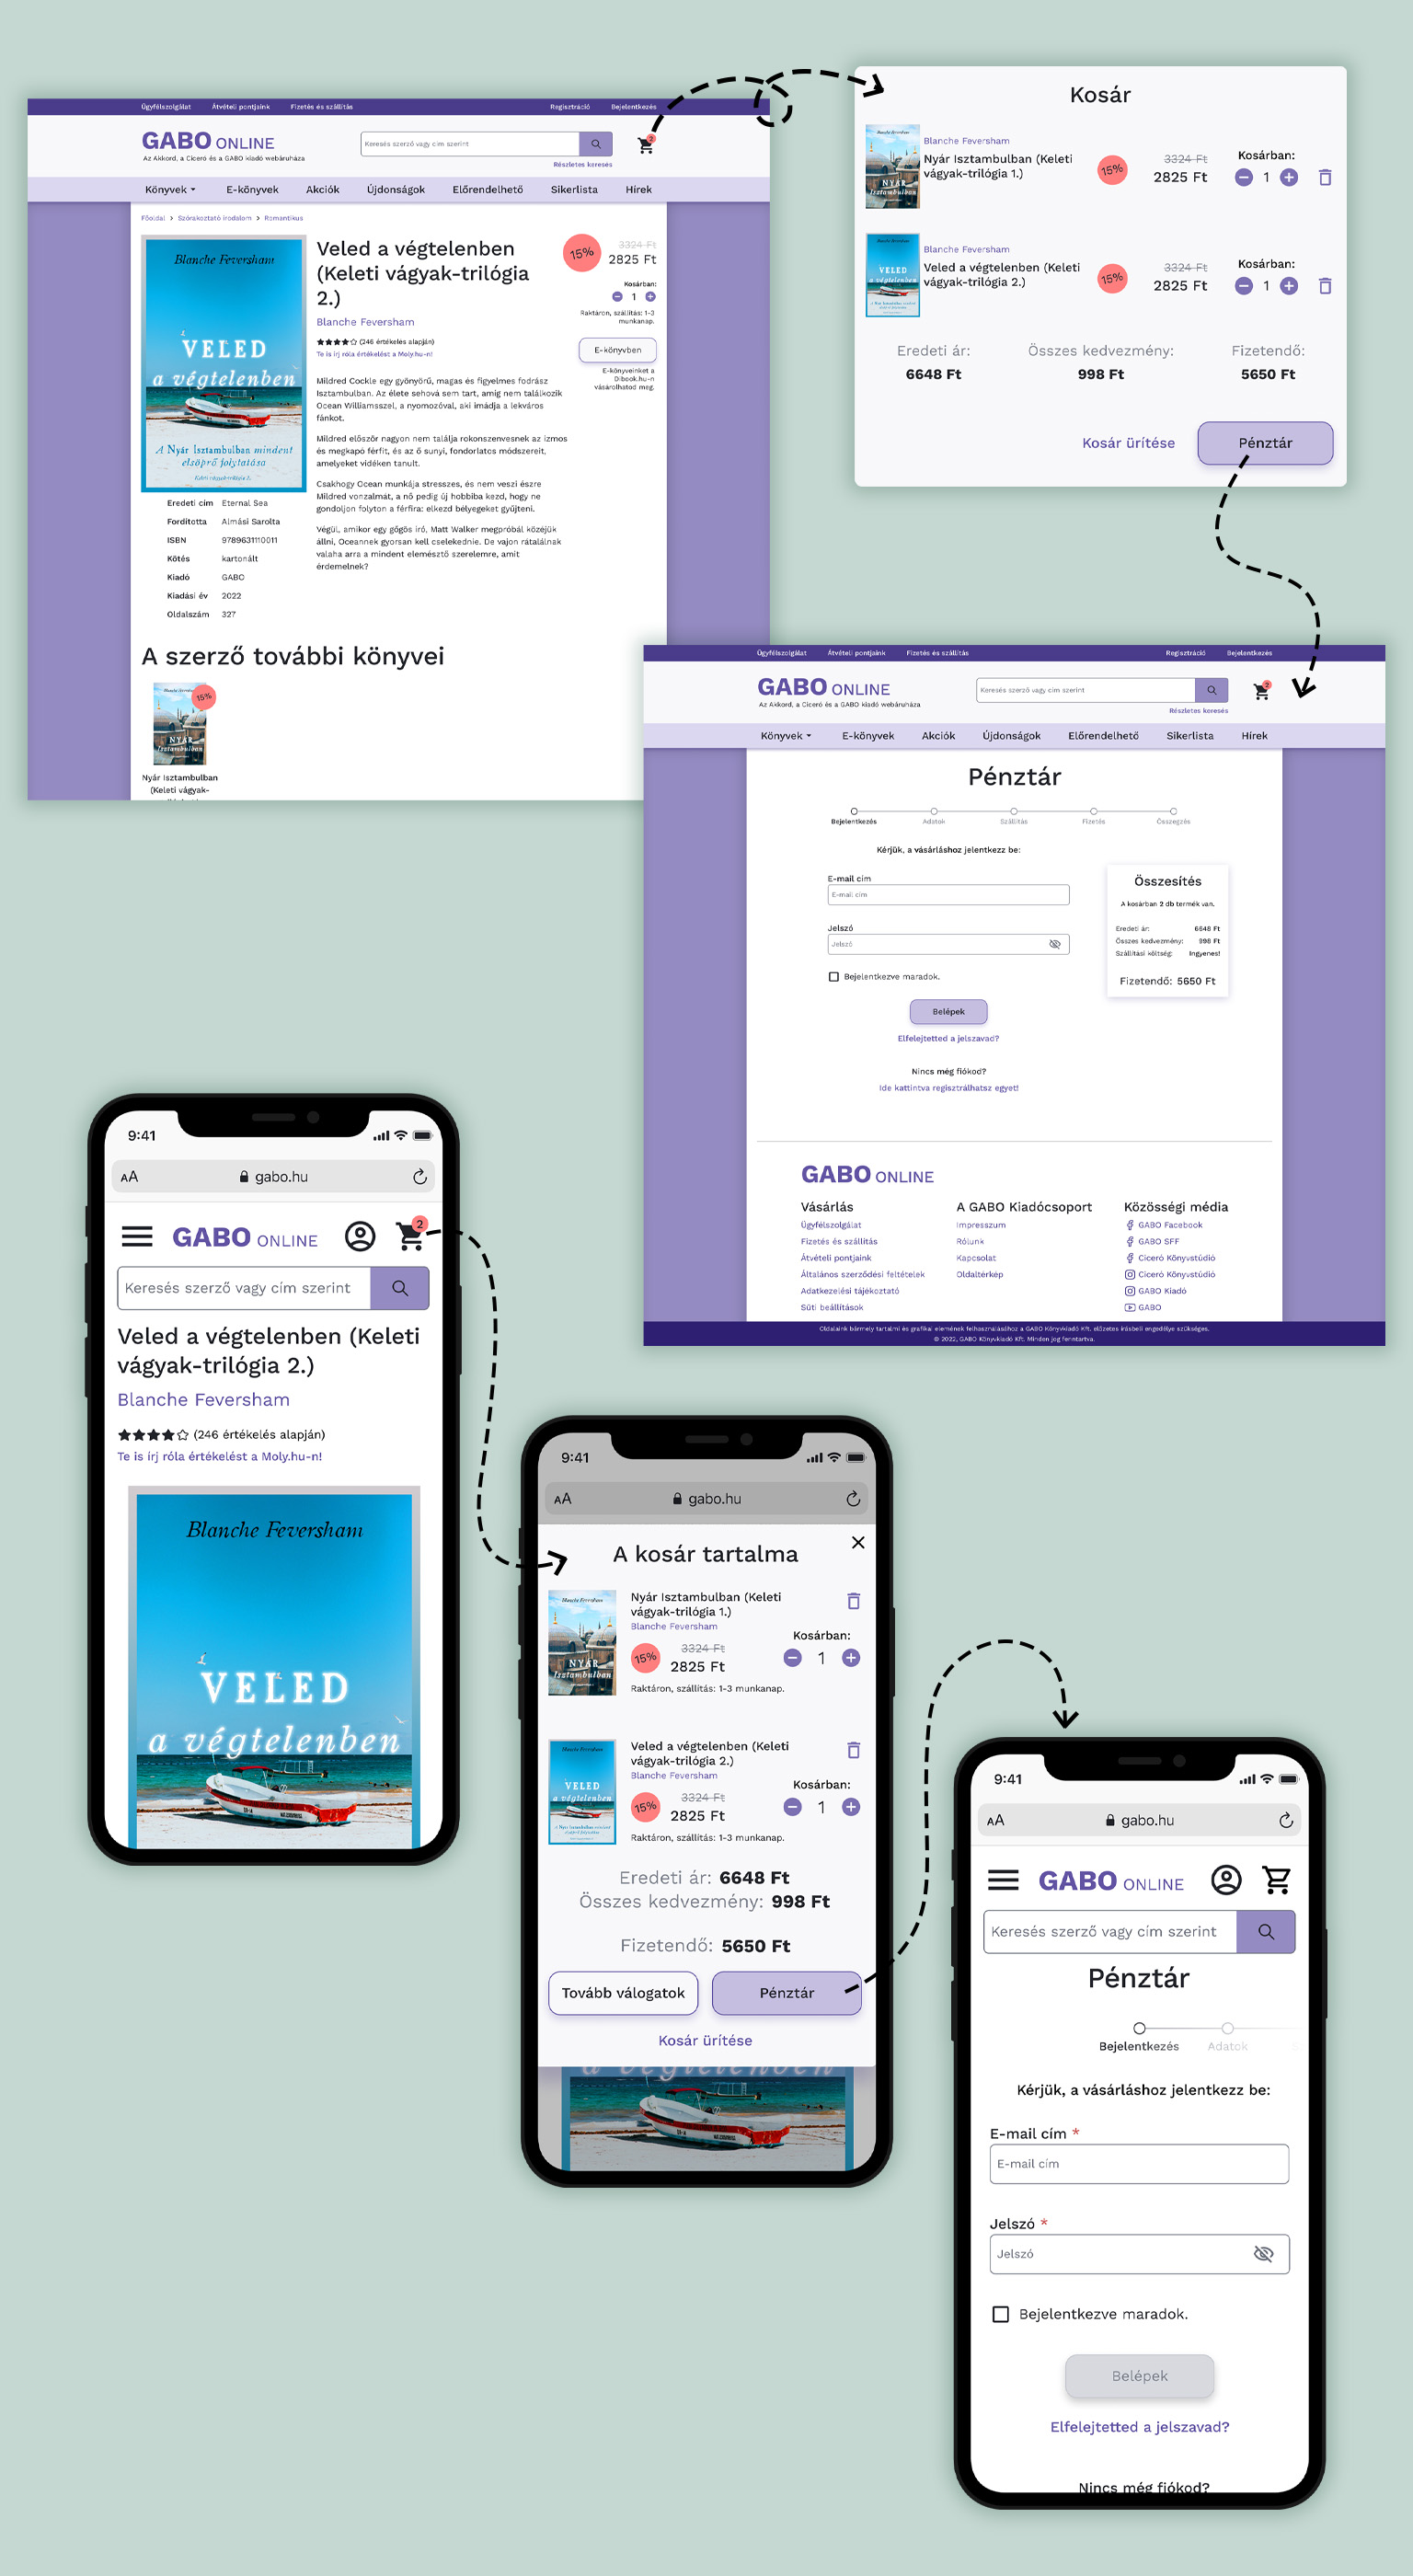 Ügyfélszolgálat Átvételi pontjaink Fizetés és szállítás Regisztráció Bejelentkezés
GABO ONLINE
Az Akkord, a Ciceró és a GABO kiadó webáruháza
Keresés szerző vagy cím szerint
2
Részletes keresés
Könyvek E-könyvek Akciók Újdonságok Előrendelhető Sikerlista Hírek
Főoldal > Szórakoztató irodalom > Romantikus
Blanche Feversham
VELED
a végtelenben
A Nyár Isztambulban mindent
elsöprő folytatása
Keleti vágyak-trilógia 2.
Veled a végtelenben
(Keleti vágyak-trilógia
2.)
Blanche Feversham
(246 értékelés alapján)
Te is írj róla értékelést a Moly.hu-n!
15%
3324 Ft
2825 Ft
Kosárban:
1
Raktáron, szállítás: 1-3
munkanap.
E-könyvben
E-könyveinket a
Dibook.hu-n
vásárolhatod meg.
Mildred Cockle egy gyönyörű, magas és figyelmes fodrász
Isztambulban. Az élete sehová sem tart, amíg nem találkozik
Ocean Williamsszel, a nyomozóval, aki imádja a lekváros
fánkot.
Mildred először nagyon nem találja rokonszenvesnek az izmos
és megkapó férfit, és az ő sunyi, fondorlatos módszereit,
amelyeket vidéken tanult.
Csakhogy Ocean munkája stresszes, és nem veszi észre
Mildred vonzalmát, a nő pedig új hobbiba kezd, hogy ne
gondoljon folyton a férfira: elkezd bélyegeket gyűjteni.
Végül, amikor egy gőgös író, Matt Walker megpróbál közéjük
állni, Oceannek gyorsan kell cselekednie. De vajon rátalálnak
valaha arra a mindent elemésztő szerelemre, amit
érdemelnek?
Eredeti cím Eternal Sea
Fordította Almási Sarolta
ISBN 9789631110011
Kötés kartonált
Kiadó GABO
Kiadási év 2022
Oldalszám 327
A szerző további könyvei
15%
NYÁR
Isztambulban
Nyár Isztambulban
(Keleti vágyak-
Kosár
Blanche Feversham
Nyár Isztambulban (Keleti
vágyak-trilógia 1.)
15%
3324 Ft
2825 Ft
Kosárban:
1
NYÁR
Isztambulban
Blanche Feversham
Veled a végtelenben (Keleti
vágyak-trilógia 2.)
15%
3324 Ft
2825 Ft
Kosárban:
1
VELED
a végtelenben
Eredeti ár: Összes kedvezmény: Fizetendő:
6648 Ft 998 Ft 5650 Ft
Kosár ürítése Pénztár
Ügyfélszolgálat Átvételi pontjaink Fizetés és szállítás Regisztráció Bejelentkezés
GABO ONLINE
Az Akkord, a Ciceró és a GABO kiadó webáruháza
Keresés szerző vagy cím szerint
2
Részletes keresés
Könyvek E-könyvek Akciók Újdonságok Előrendelhető Sikerlista Hírek
Pénztár
Bejelentkezés Adatok Szállítás Fizetés Összegzés
Kérjük, a vásárláshoz jelentkezz be:
E-mail cím
E-mail cím
Jelszó
Jelszó
Bejelentkezve maradok.
Belépek
Elfelejtetted a jelszavad?
Nincs még fiókod?
Ide kattintva regisztrálhatsz egyet!
Összesítés
A kosárban 2 db termék van.
Eredeti ár: 6648 Ft
Összes kedvezmény: 998 Ft
Szállítási költség: Ingyenes!
Fizetendő: 5650 Ft
GABO ONLINE
Vásárlás
Ügyfélszolgálat
Fizetés és szállítás
Átvételi pontjaink
Általános szerződési feltételek
Adatkezelési tájékoztató
Süti beállítások
A GABO Kiadócsoport
Impresszum
Rólunk
Kapcsolat
Oldaltérkép
Közösségi média
GABO Facebook
GABO SFF
Ciceró Könyvstúdió
Ciceró Könyvstúdió
GABO Kiadó
GABO
Oldalaink bármely tartalmi és grafikai elemének felhasználásához a GABO Könyvkiadó Kft. előzetes írásbeli engedélye szükséges.
© 2022, GABO Könyvkiadó Kft. Minden jog fenntartva.
9:41
AA gabo.hu
GABO ONLINE
2
Keresés szerző vagy cím szerint
Veled a végtelenben (Keleti
vágyak-trilógia 2.)
Blanche Feversham
(246 értékelés alapján)
Te is írj róla értékelést a Moly.hu-n!
Blanche Feversham
VELED
a végtelenben
9:41
AA gabo.hu
A kosár tartalma
Blanche Feversham
NYÁR
Isztambulban
Nyár Isztambulban (Keleti
vágyak-trilógia 1.)
Blanche Feversham
15%
3324 Ft
2825 Ft
Kosárban:
1
Raktáron, szállítás: 1-3 munkanap.
VELED
a végtelenben
Veled a végtelenben (Keleti
vágyak-trilógia 2.)
Blanche Feversham
15%
3324 Ft
2825 Ft
Kosárban:
1
Raktáron, szállítás: 1-3 munkanap.
Eredeti ár: 6648 Ft
Összes kedvezmény: 998 Ft
Fizetendő: 5650 Ft
Tovább válogatok Pénztár
Kosár ürítése
a végtelenben
9:41
AA gabo.hu
GABO ONLINE
Keresés szerző vagy cím szerint
Pénztár
Bejelentkezés Adatok
Kérjük, a vásárláshoz jelentkezz be:
E-mail cím *
E-mail cím
Jelszó *
Jelszó
Bejelentkezve maradok.
Belépek
Elfelejtetted a jelszavad?
Nincs még fiókod?